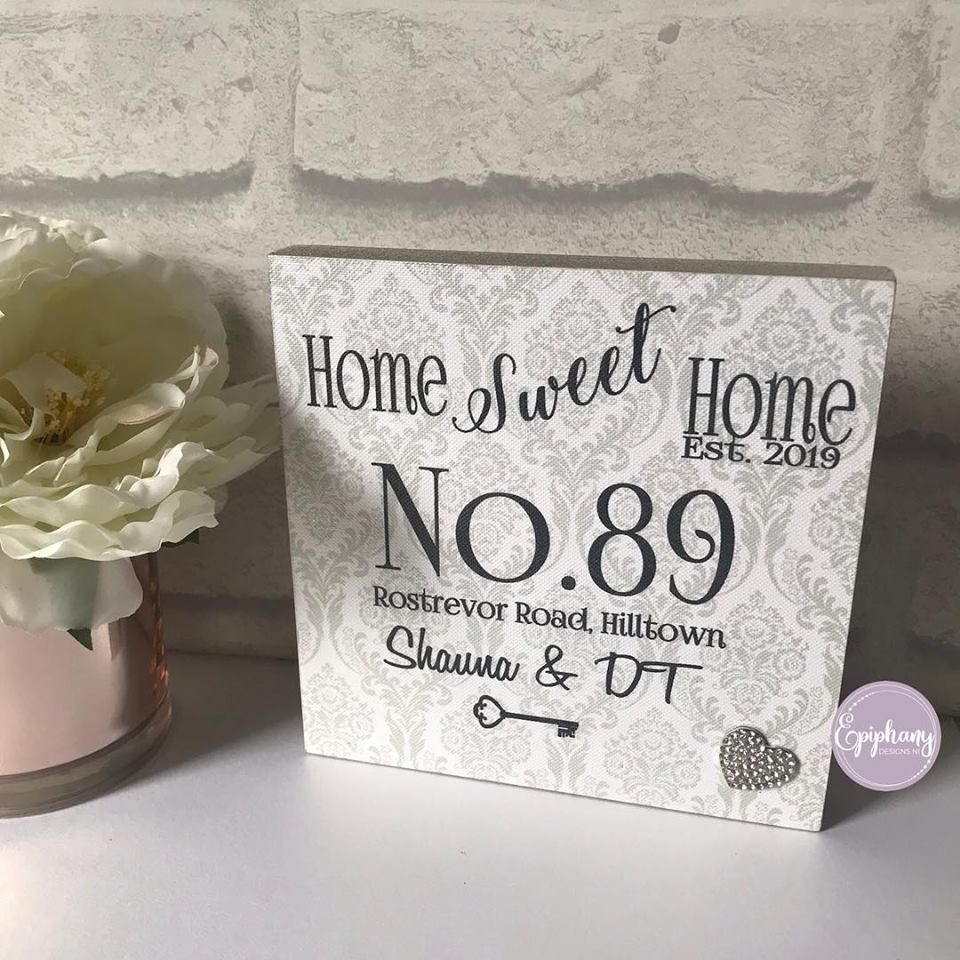 Home Sweet Home
Est. 2019
No.89
Rostrevor Road, Hilltown
Shauna & DT
Epiphany
DESIGNS NI